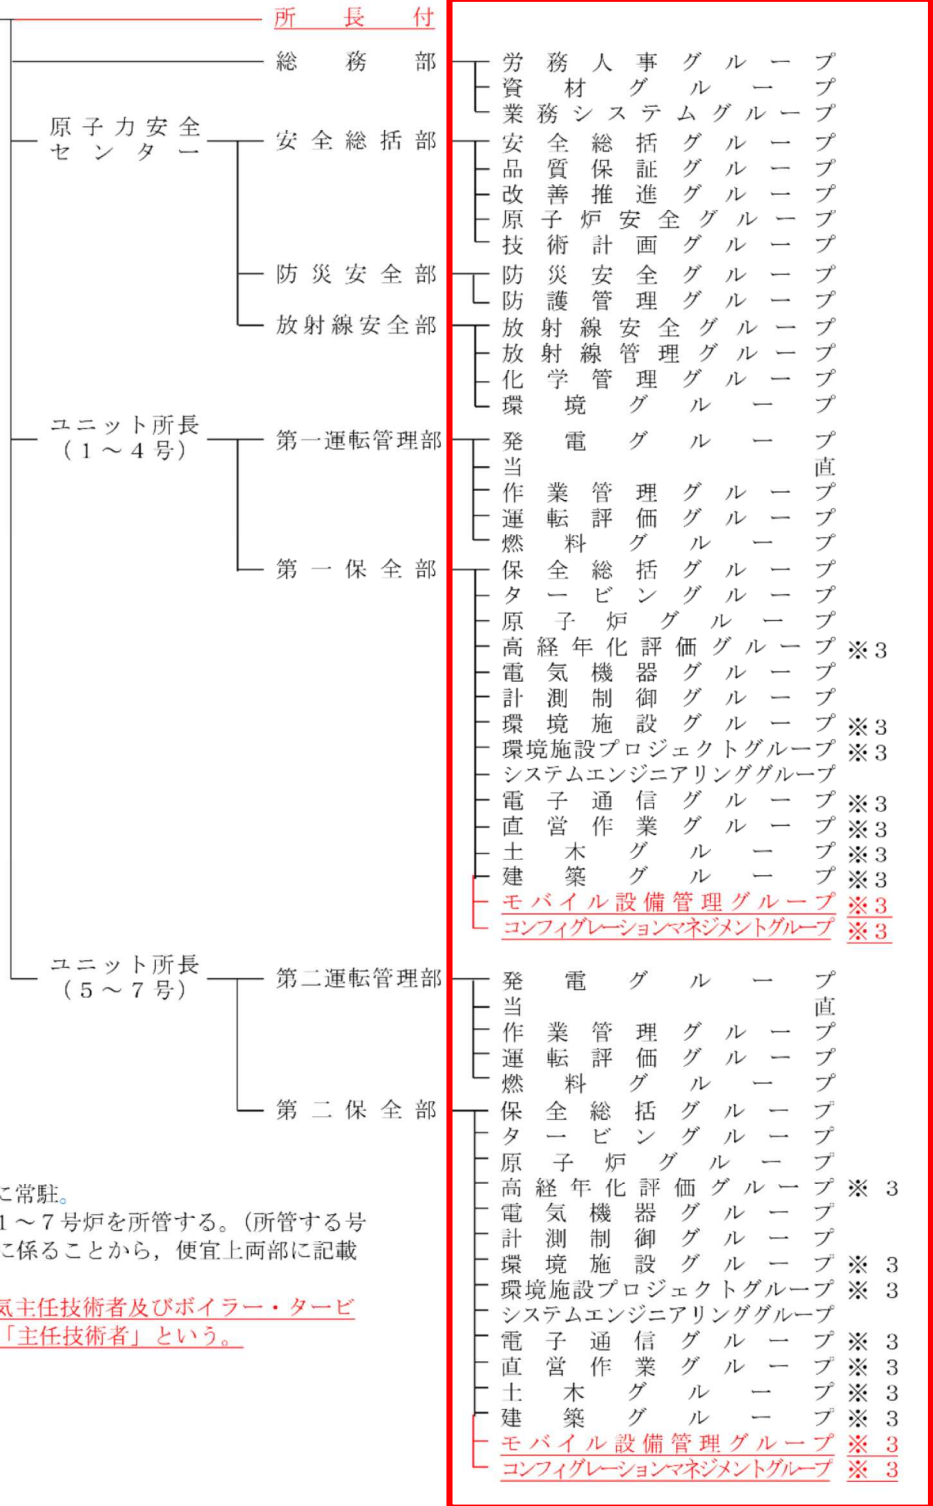 所長付
総務部 労務人事グループ
資材グループ
業務システムグループ
原子力安全
センター 安全総括部 安全総括グループ
品質保証グループ
改善推進グループ
原子炉安全グループ
技術計画グループ
防災安全部 防災安全グループ
防護管理グループ
放射線安全部 放射線安全グループ
放射線管理グループ
化学管理グループ
環境グループ
ユニット所長
(1～4号) 第一運転管理部 発電グループ
当直
作業管理グループ
運転評価グループ
燃料グループ
第一保全部 保全総括グループ
タービングループ
原子炉グループ
高経年化評価グループ ※3
電気機器グループ
計測制御グループ
環境施設グループ ※3
環境施設プロジェクトグループ ※3
システムエンジニアリンググループ
電子通信グループ ※3
直営作業グループ ※3
土木グループ ※3
建築グループ ※3
モバイル設備管理グループ ※3
コンフィグレーションマネジメントグループ ※3
ユニット所長
(5～7号) 第二運転管理部 発電グループ
当直
作業管理グループ
運転評価グループ
燃料グループ
第二保全部 保全総括グループ
タービングループ
原子炉グループ
高経年化評価グループ ※3
電気機器グループ
計測制御グループ
環境施設グループ ※3
環境施設プロジェクトグループ ※3
システムエンジニアリンググループ
電子通信グループ ※3
直営作業グループ ※3
土木グループ ※3
建築グループ ※3
モバイル設備管理グループ ※3
コンフィグレーションマネジメントグループ ※3
に常駐。
1～7号炉を所管する。(所管する号
に係ることから，便宜上両部に記載
気主任技術者及びボイラー・タービ
「主任技術者」という。